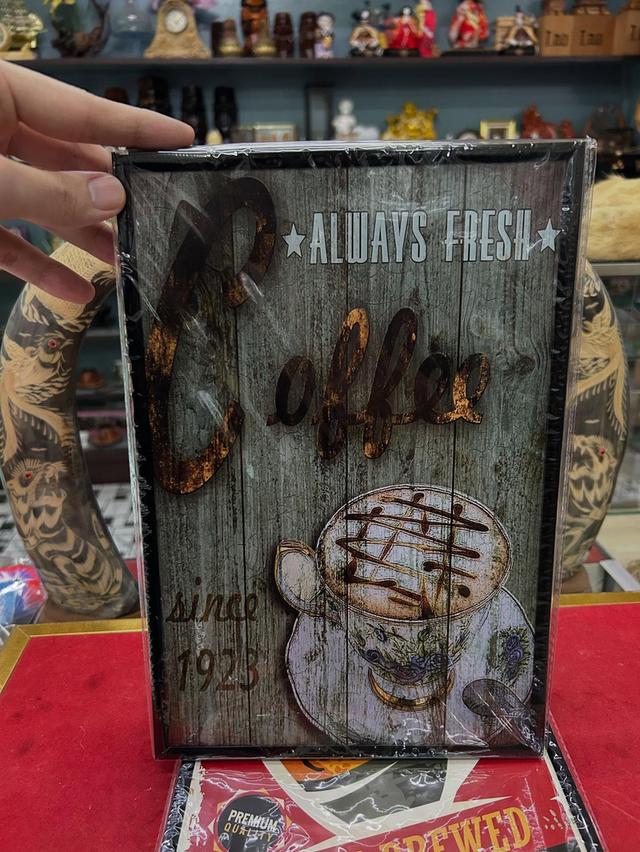 ★ALWAYS FRESH★
Coffee
since
1923
PREMIUM
QUALITY
BREWED